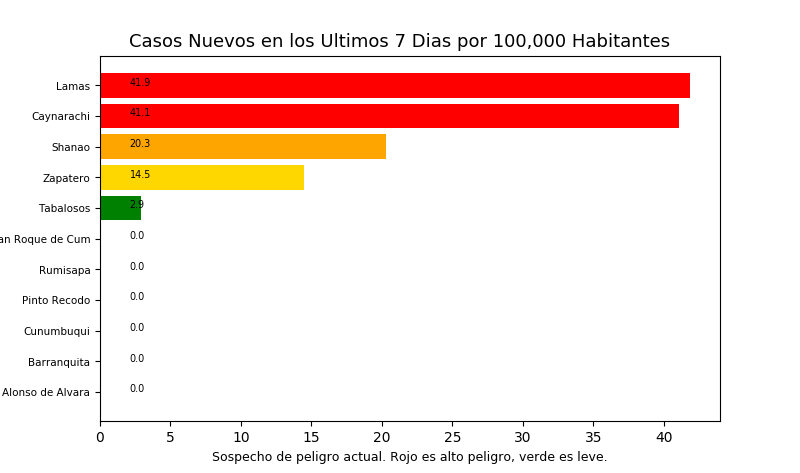 Casos Nuevos en los Ultimos 7 Dias por 100,000 Habitantes
Lamas 41.9
Caynarachi 41.1
Shanao 20.3
Zapatero 14.5
Tabalosos 2.9
an Roque de Cum 0.0
Rumisapa 0.0
Pinto Recodo 0.0
Cunumbuqui 0.0
Barranquita 0.0
Alonso de Alvara 0.0
0 5 10 15 20 25 30 35 40
Sospecho de peligro actual. Rojo es alto peligro, verde es leve.